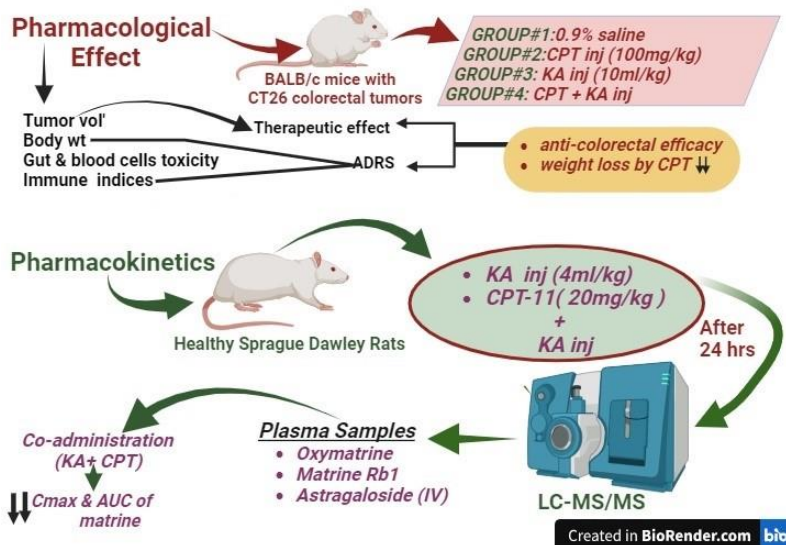 Pharmacological
Effect
BALB/c mice with
CT26 colorectal tumors
GROUP#1:0.9% saline
GROUP#2:CPT inj (100mg/kg)
GROUP#3: KA inj (10ml/kg)
GROUP#4: CPT + KA inj
Tumor vol'
Body wt
Gut & blood cells toxicity
Immune indices
Therapeutic effect
ADRS
• anti-colorectal efficacy
• weight loss by CPT ⇊
Pharmacokinetics
Healthy Sprague Dawley Rats
• KA inj (4ml/kg)
• CPT-11( 20mg/kg )
+
KA inj
After
24 hrs
LC-MS/MS
Plasma Samples
• Oxymatrine
• Matrine Rb1
• Astragaloside (IV)
Co-administration
(KA+ CPT)
⇊ Cmax & AUC of
matrine
Created in BioRender.com bio